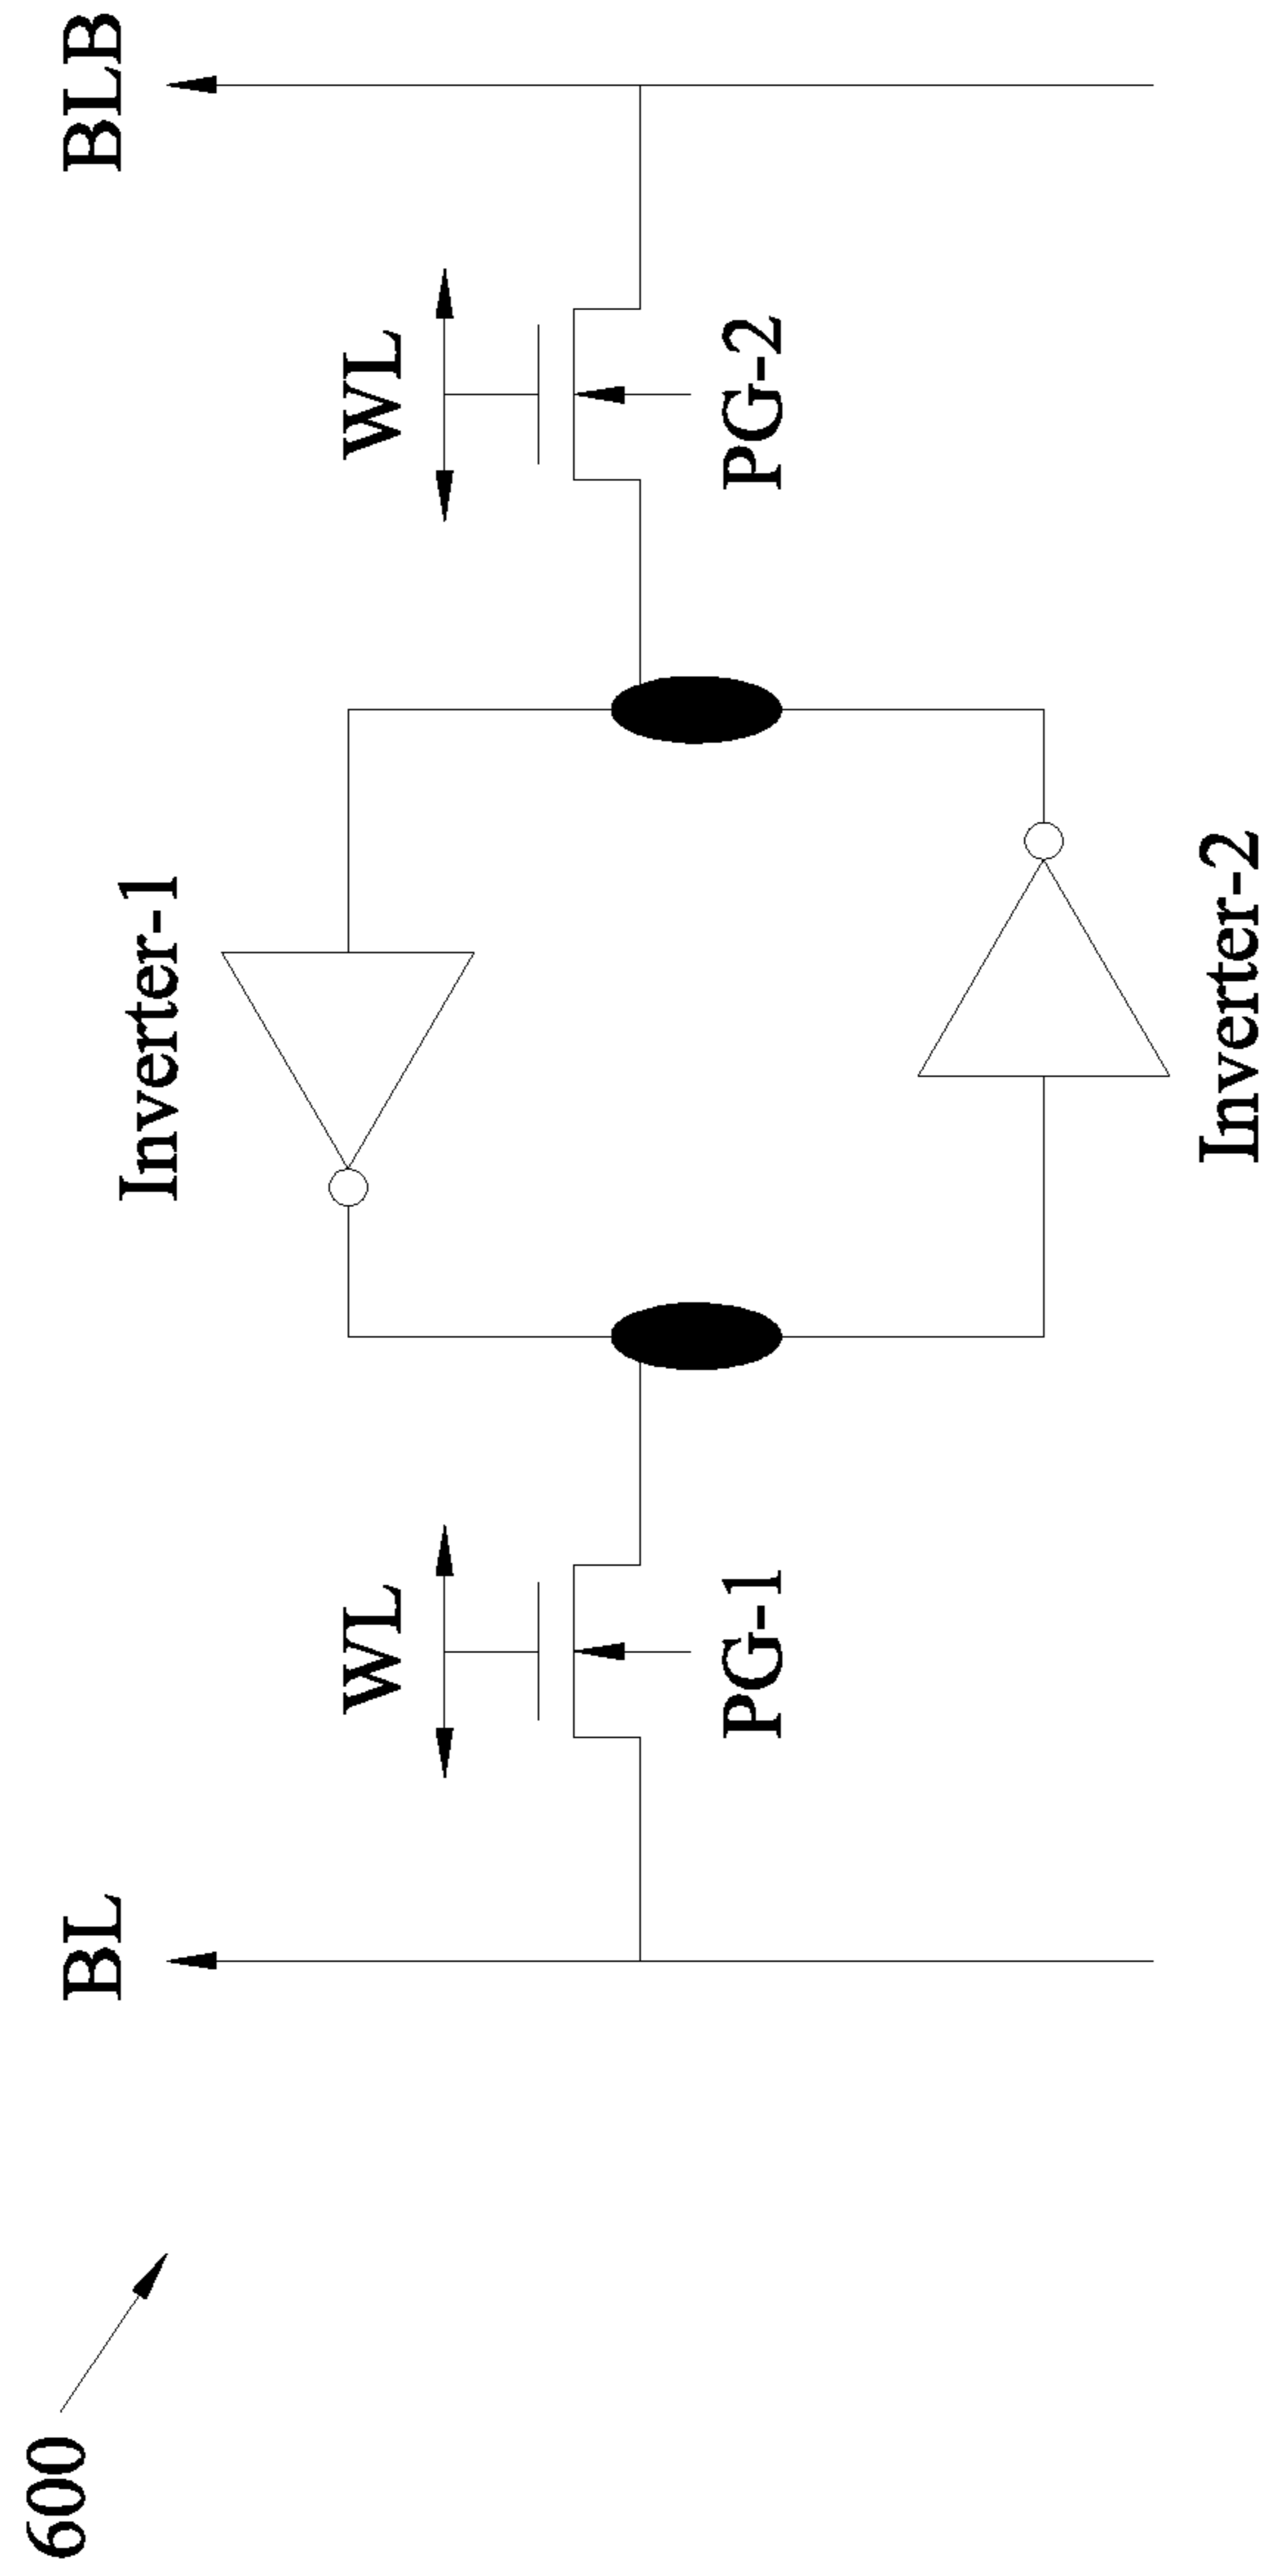 600
BL
BLB
Inverter-1
WL
WL
PG-1
PG-2
Inverter-2